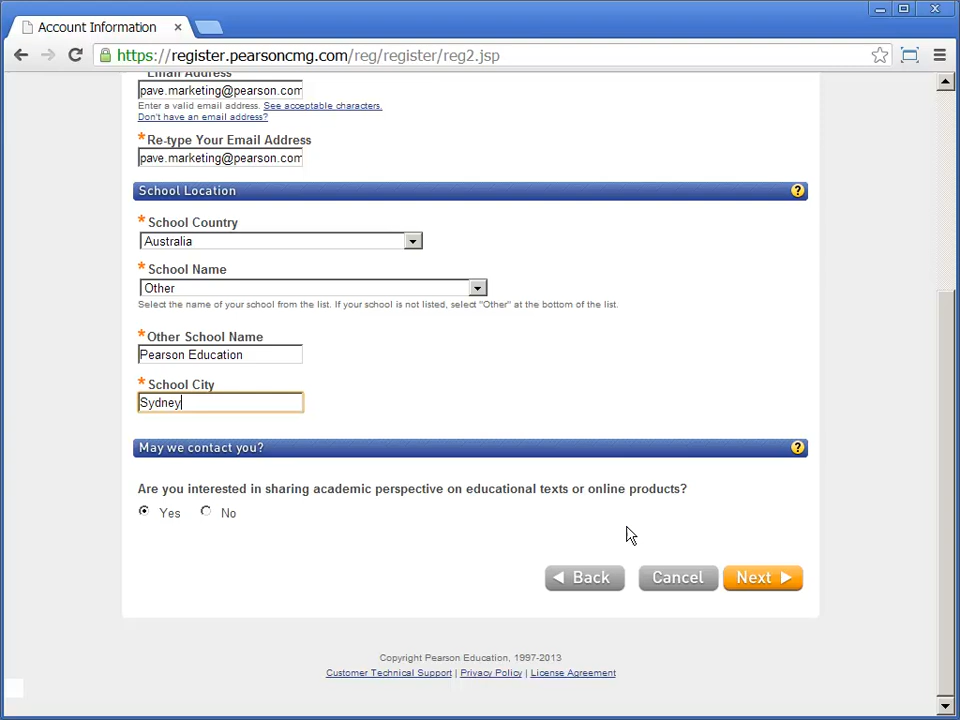 Account Information
https://register.pearsoncmg.com/reg/register/reg2.jsp
Email Address
pave.marketing@pearson.com
Enter a valid email address. See acceptable characters.
Don't have an email address?
*Re-type Your Email Address
pave.marketing@pearson.com
School Location
?
*School Country
Australia
*School Name
Other
Select the name of your school from the list. If your school is not listed, select "Other" at the bottom of the list.
*Other School Name
Pearson Education
*School City
Sydney
May we contact you?
?
Are you interested in sharing academic perspective on educational texts or online products?
Yes No
Back Cancel Next
Copyright Pearson Education, 1997-2013
Customer Technical Support | Privacy Policy | License Agreement